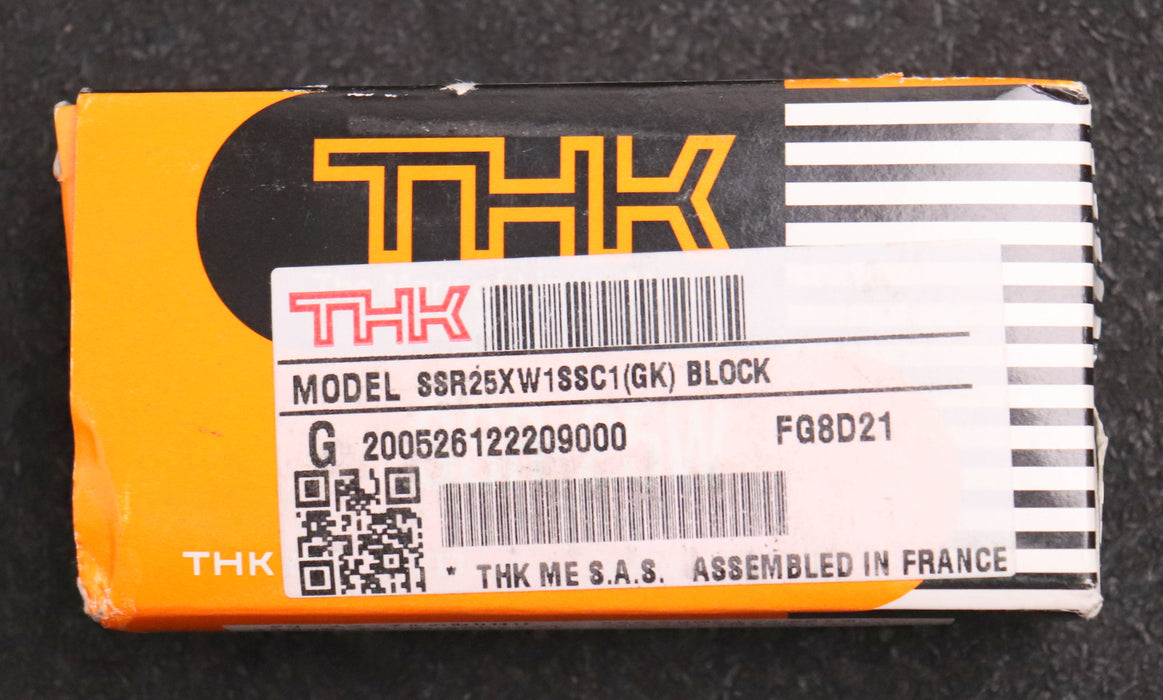 THK
THK
MODEL SSR25XW1SSC1(GK) BLOCK
G 200526122209000 FG8D21
* THK ME S.A.S. ASSEMBLED IN FRANCE
THK